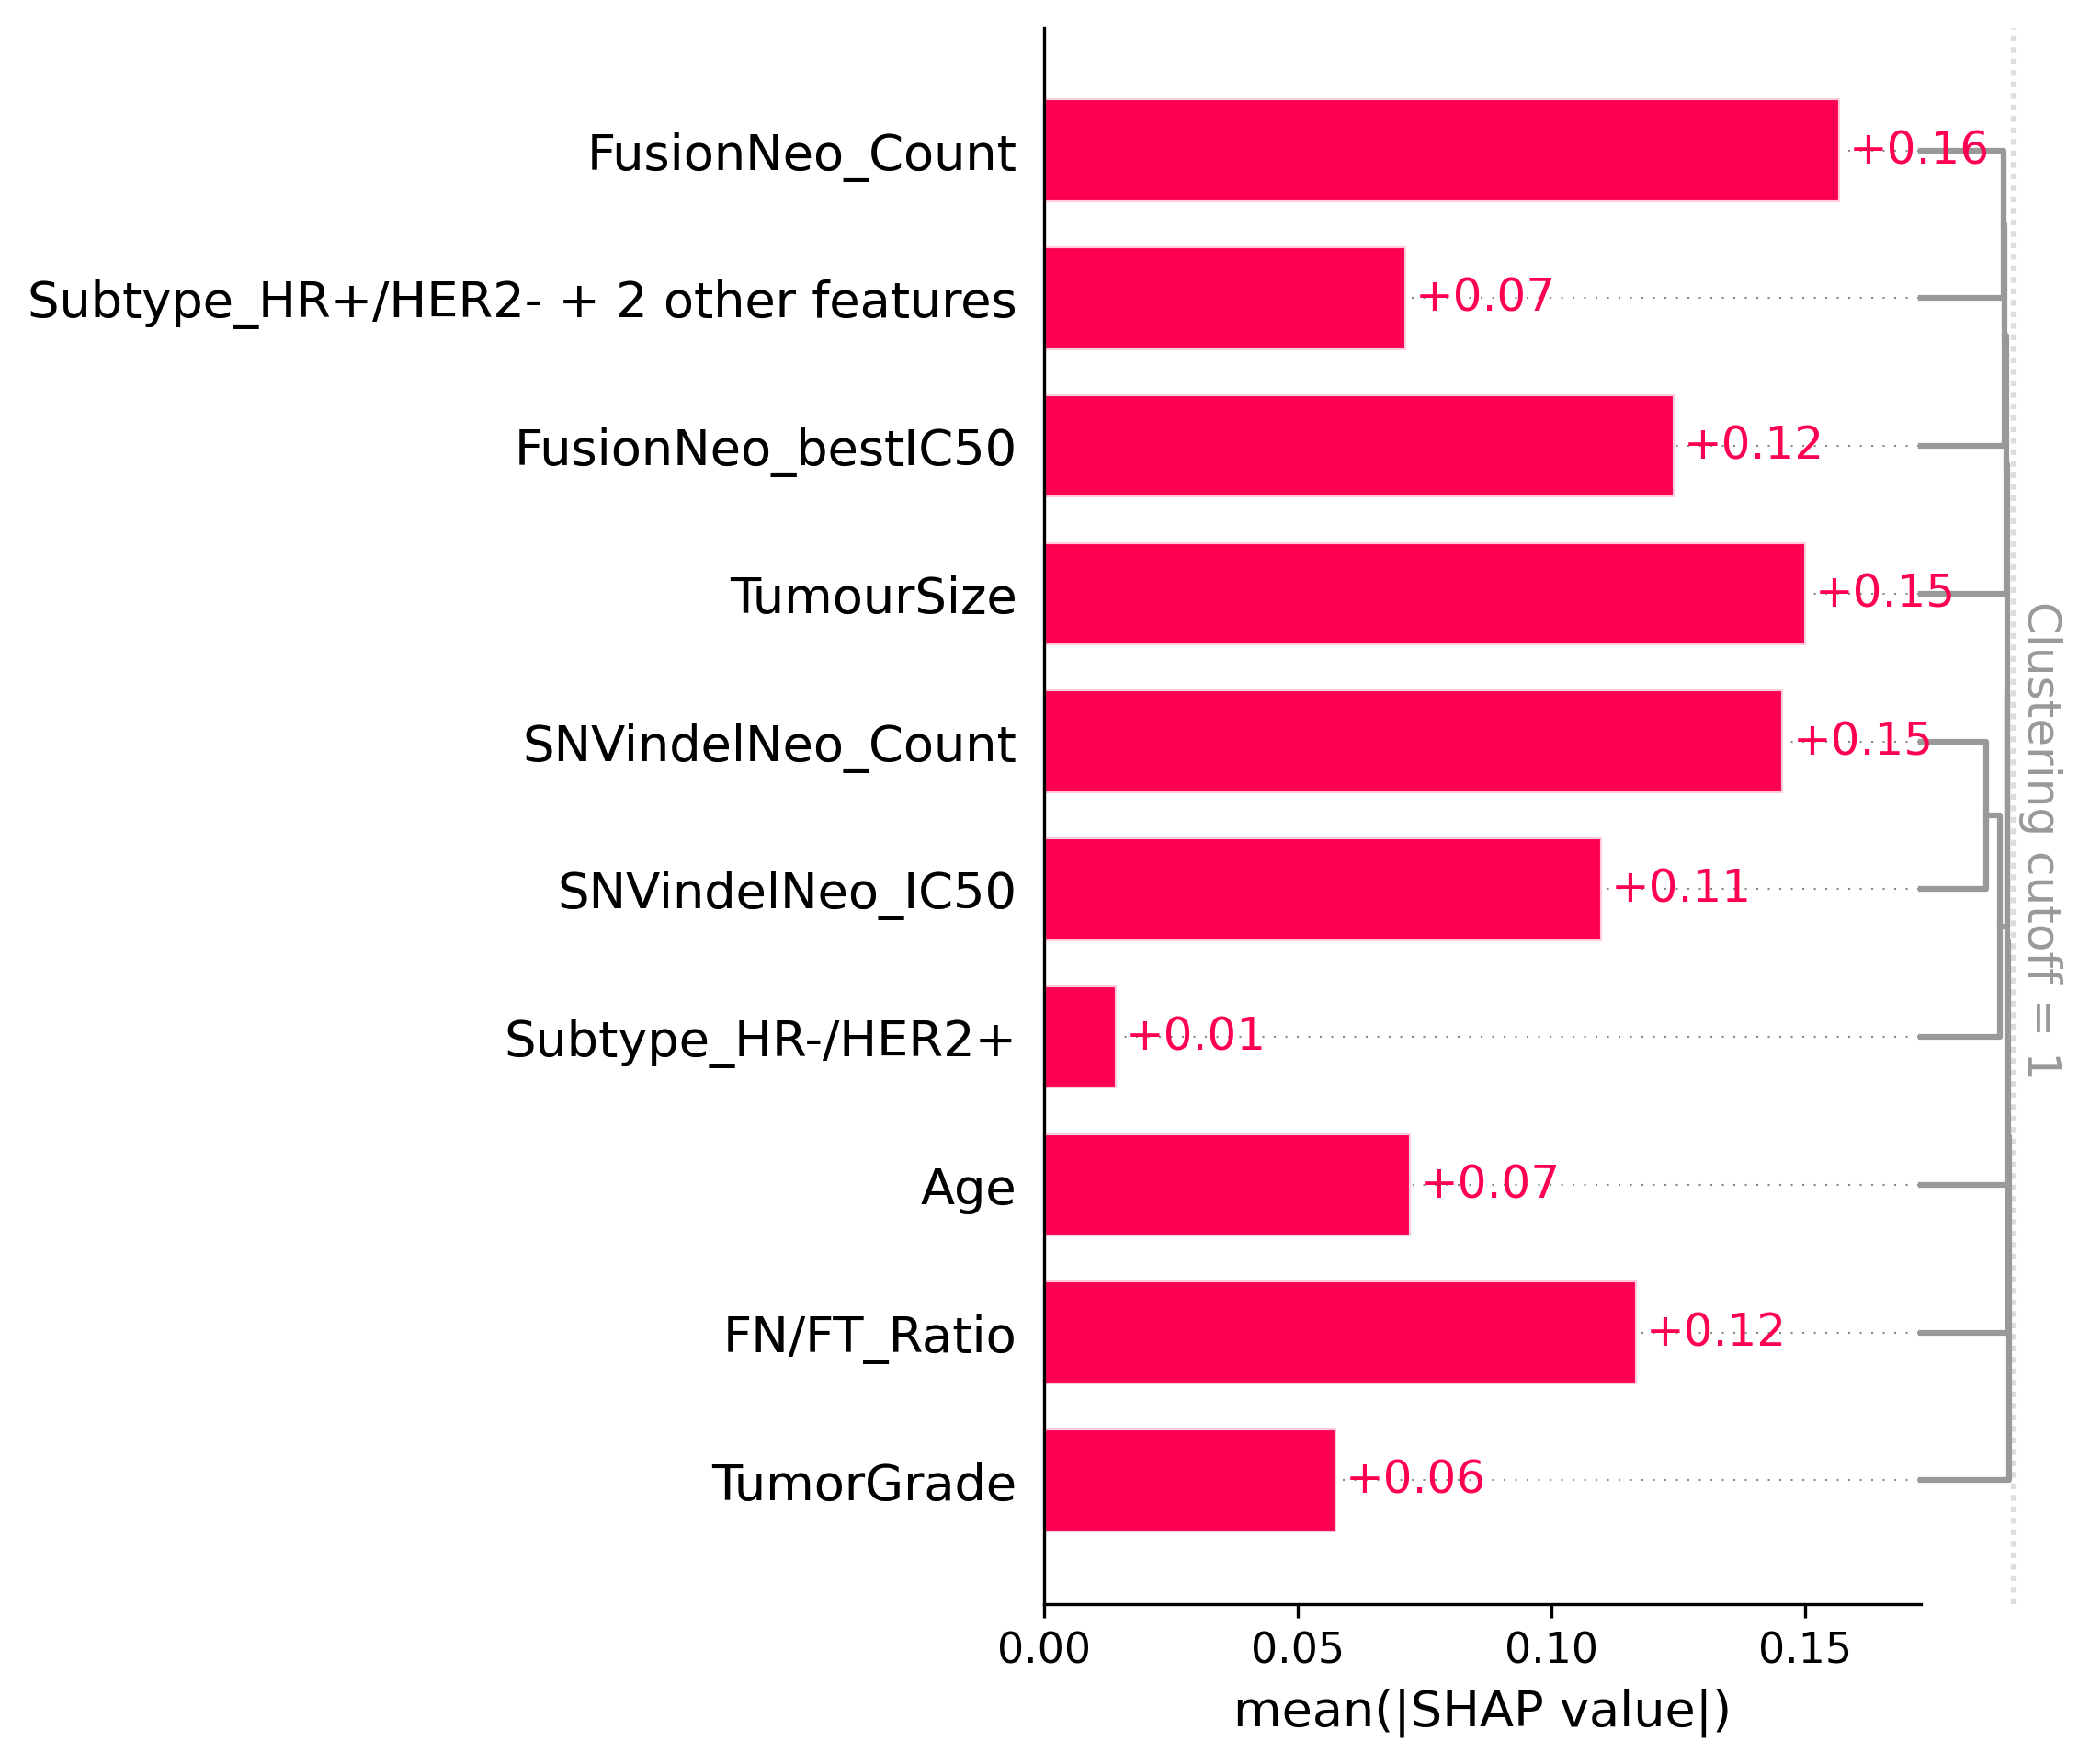 FusionNeo_Count +0.16
Subtype_HR+/HER2- + 2 other features +0.07
FusionNeo_bestIC50 +0.12
TumourSize +0.15
SNVindelNeo_Count +0.15
SNVindelNeo_IC50 +0.11
Subtype_HR-/HER2+ +0.01
Age +0.07
FN/FT_Ratio +0.12
TumorGrade +0.06
0.00 0.05 0.10 0.15
mean(|SHAP value|)
Clustering cutoff = 1